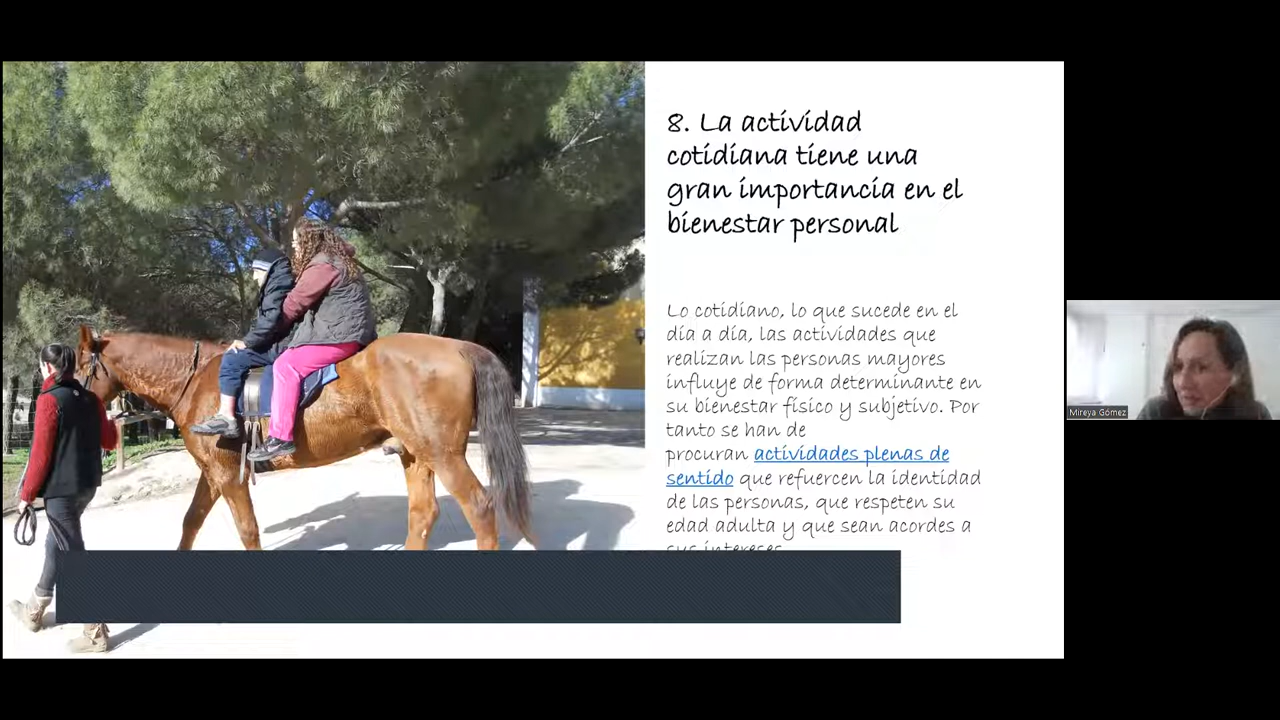 8. La actividad
cotidiana tiene una
gran importancia en el
bienestar personal
Lo cotidiano, lo que sucede en el
día a día, las actividades que
realizan las personas mayores
influye de forma determinante en
su bienestar físico y subjetivo. Por
tanto se han de
procuran actividades plenas de
sentido que refuercen la identidad
de las personas, que respeten su
edad adulta y que sean acordes a
sus intereses
Mireya Gómez